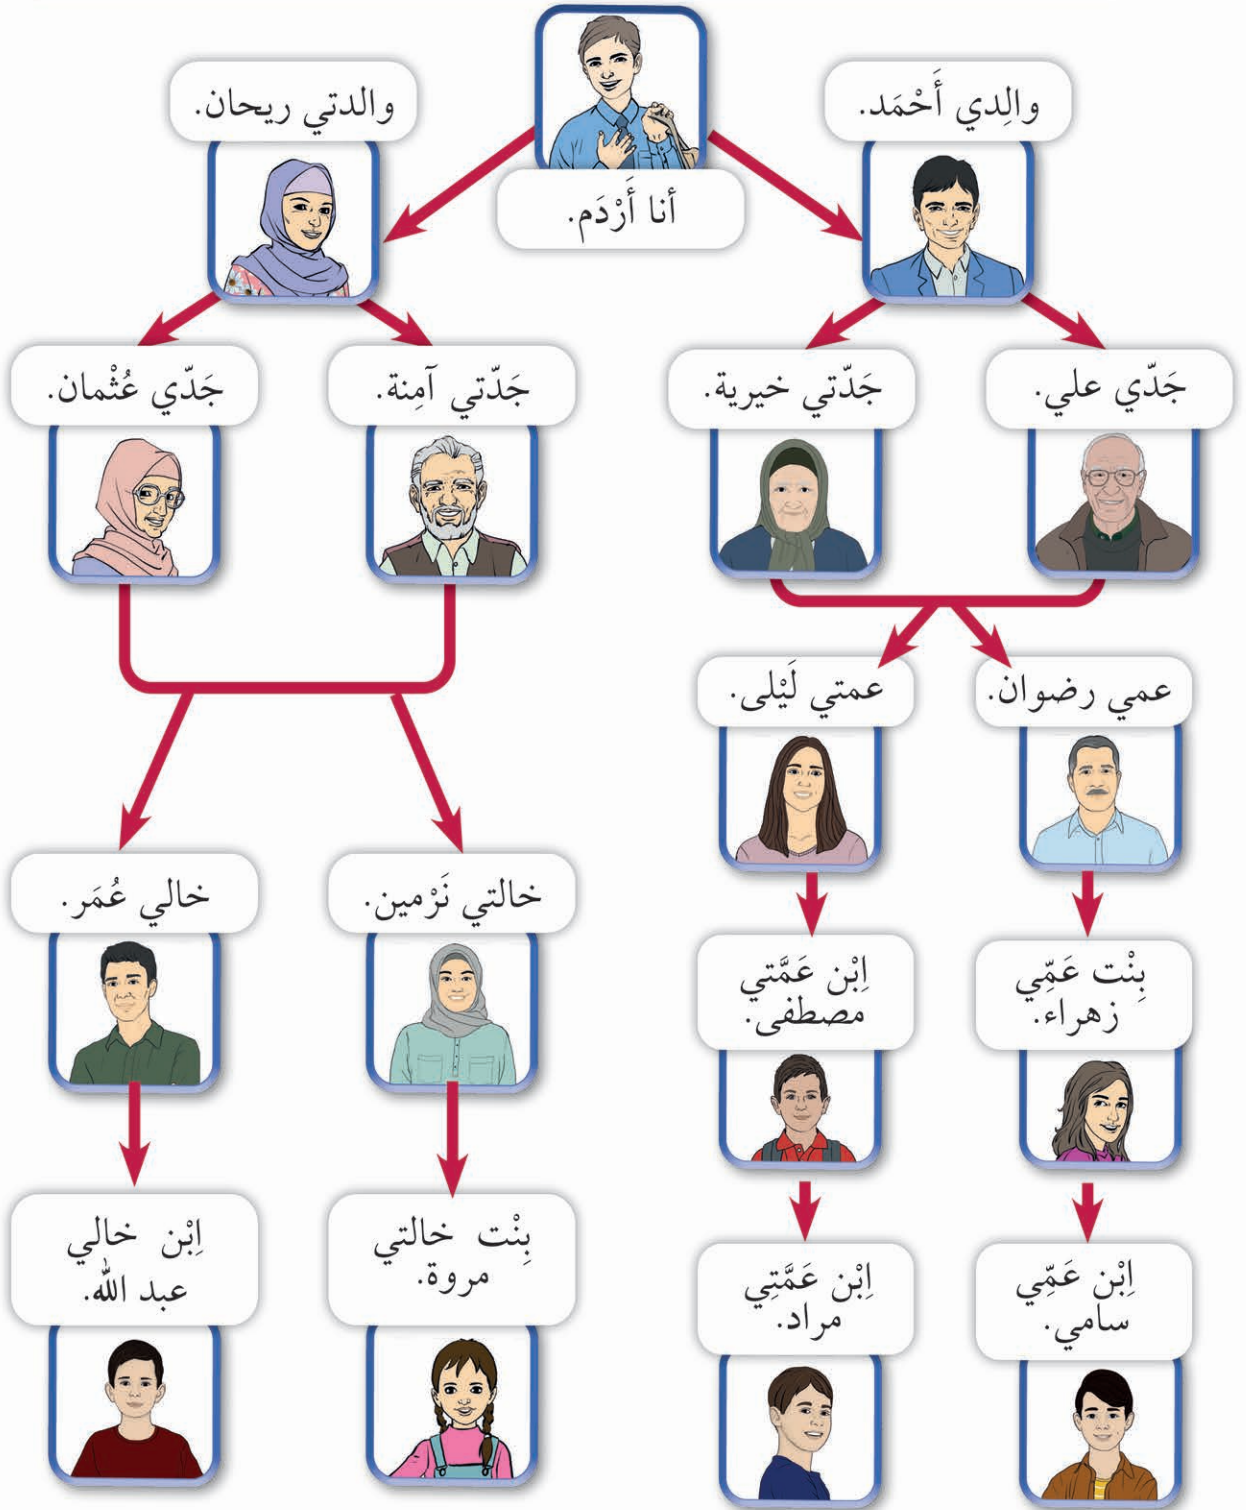 أنا أَرْدَم.
والِدي أَحْمَد.
والدتي ريحان.
جَدّي علي.
جَدّتي خيرية.
جَدّتي آمِنة.
جَدّي عُثْمان.
عمي رضوان.
عمتي لَيْلى.
خالتي نَرْمين.
خالي عُمَر.
بِنْت عَمِّي
زهراء.
اِبْن عَمَّتي
مصطفى.
بِنْت خالتي
مروة.
اِبْن خالي
عبد الله.
اِبْن عَمِّي
سامي.
اِبْن عَمَّتِي
مراد.